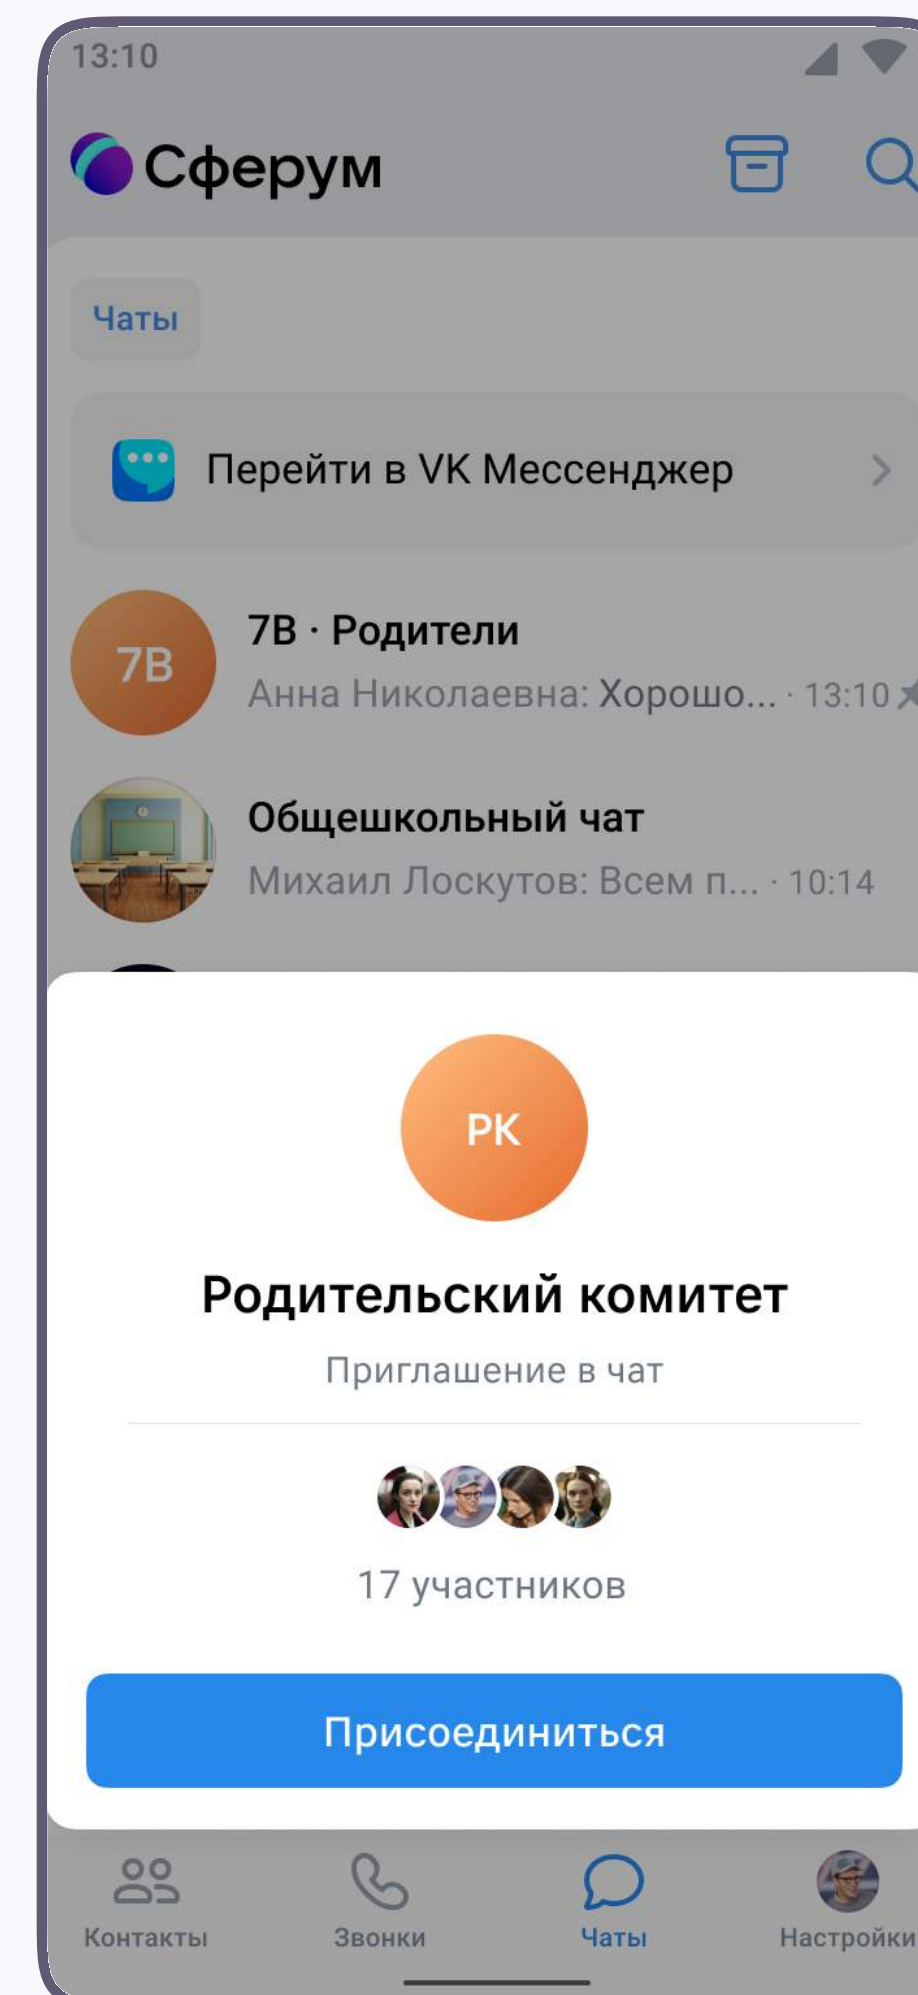 13:10
Сферум
Чаты
Перейти в VK Мессенджер
7В
7В · Родители
Анна Николаевна: Хорошо... · 13:10
Общешкольный чат
Михаил Лоскутов: Всем п... · 10:14
РК
Родительский комитет
Приглашение в чат
17 участников
Присоединиться
Контакты
Звонки
Чаты
Настройки